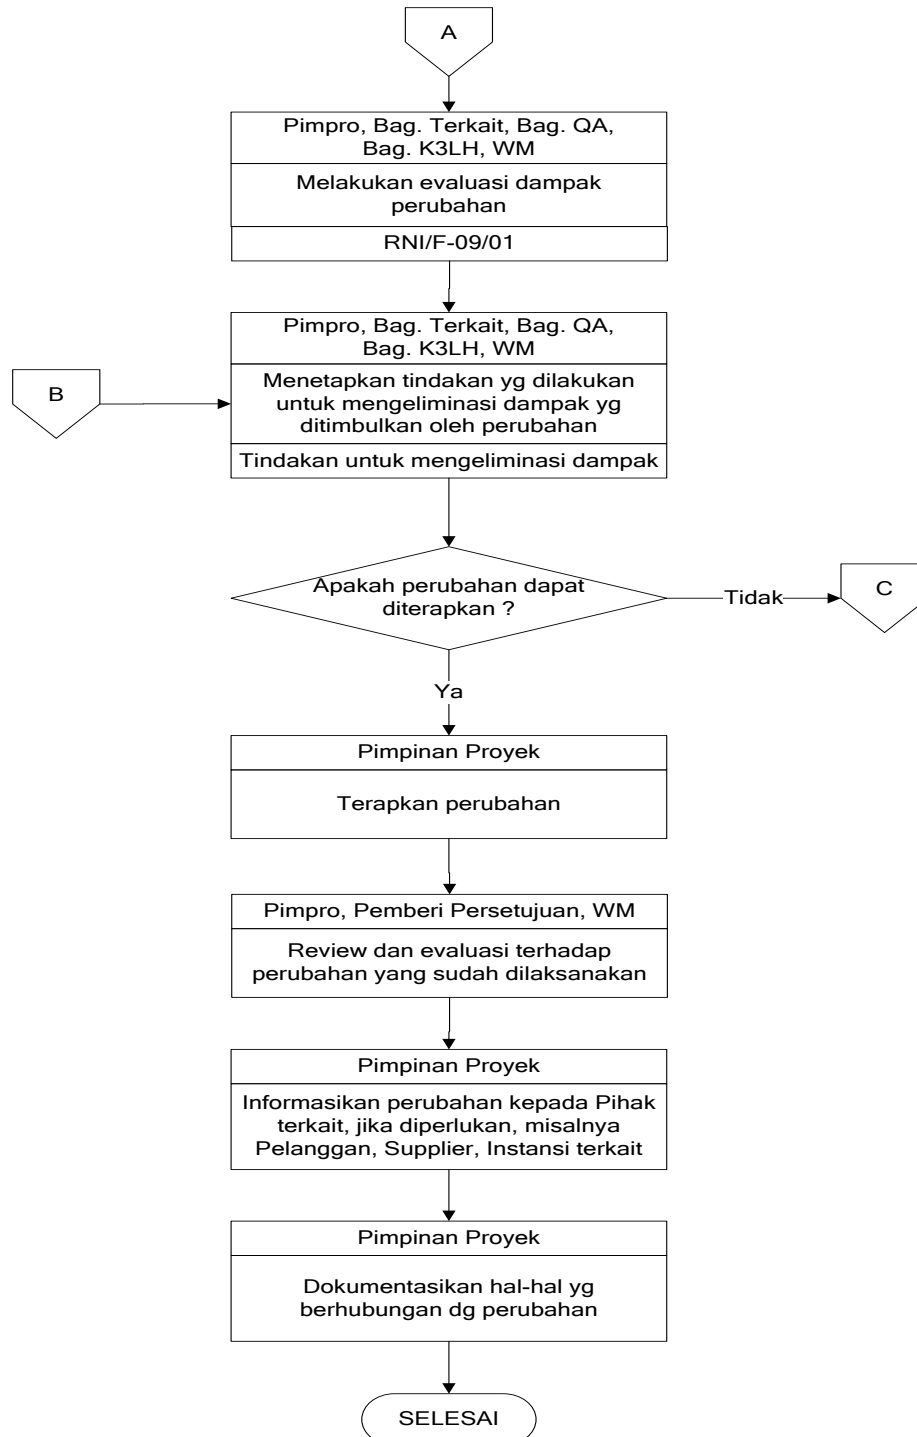 A
Pimpro, Bag. Terkait, Bag. QA,
Bag. K3LH, WM
Melakukan evaluasi dampak
perubahan
RNI/F-09/01
Pimpro, Bag. Terkait, Bag. QA,
Bag. K3LH, WM
B
Menetapkan tindakan yg dilakukan
untuk mengeliminasi dampak yg
ditimbulkan oleh perubahan
Tindakan untuk mengeliminasi dampak
Apakah perubahan dapat
diterapkan ?
Tidak
C
Ya
Pimpinan Proyek
Terapkan perubahan
Pimpro, Pemberi Persetujuan, WM
Review dan evaluasi terhadap
perubahan yang sudah dilaksanakan
Pimpinan Proyek
Informasikan perubahan kepada Pihak
terkait, jika diperlukan, misalnya
Pelanggan, Supplier, Instansi terkait
Pimpinan Proyek
Dokumentasikan hal-hal yg
berhubungan dg perubahan
SELESAI